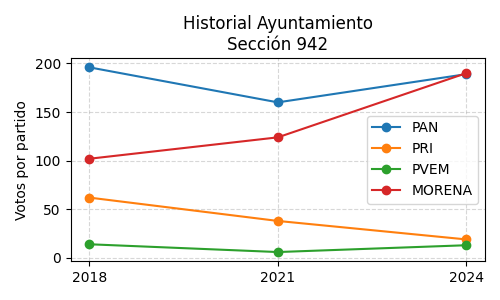 Historial Ayuntamiento
Sección 942
Votos por partido
200
150
100
50
0
2018
2021
2024
PAN
PRI
PVEM
MORENA